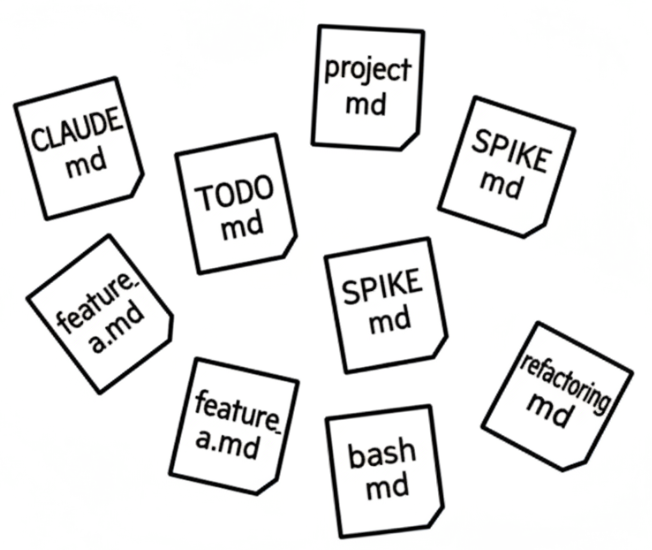 CLAUDE
md
TODO
md
project
md
SPIKE
md
feature_
a.md
SPIKE
md
feature_
a.md
bash
md
refactoring
md